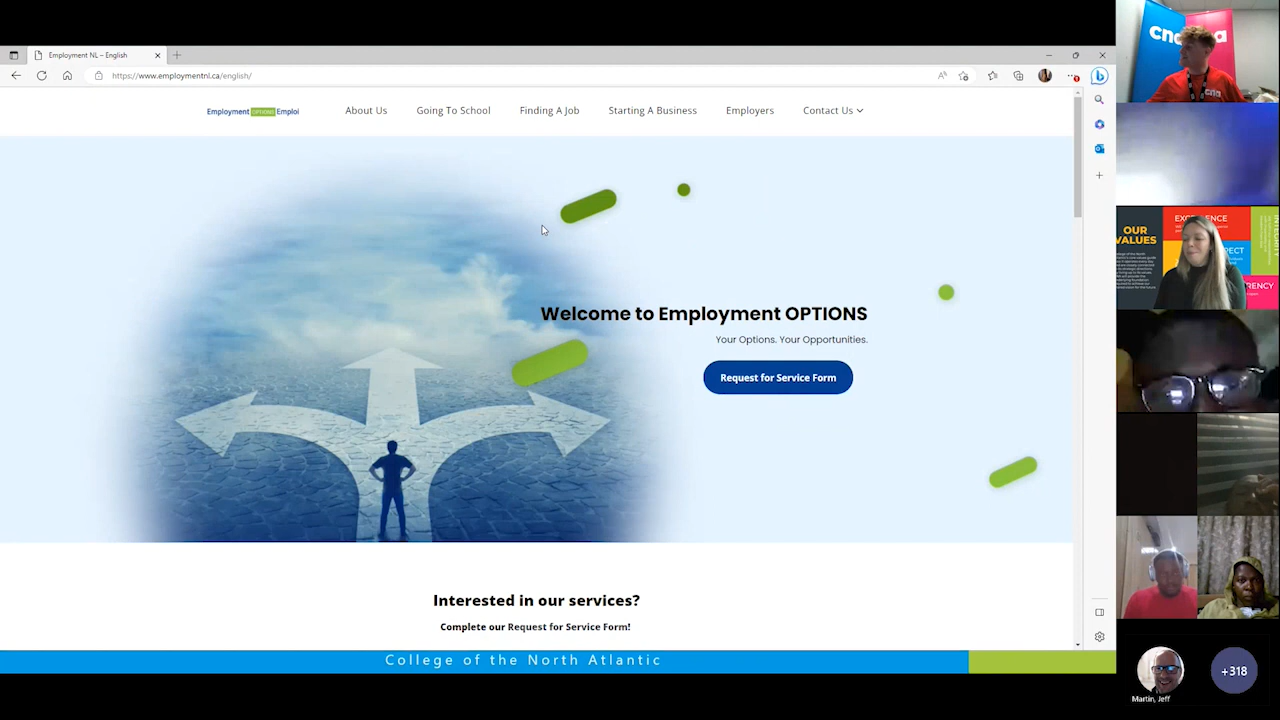 Employment NL – English
https://www.employmentnl.ca/english/
Employment OPTIONS Emploi
About Us
Going To School
Finding A Job
Starting A Business
Employers
Contact Us
Welcome to Employment OPTIONS
Your Options. Your Opportunities.
Request for Service Form
Interested in our services?
Complete our Request for Service Form!
College of the North Atlantic
cna
OUR
VALUES
Martin, Jeff
+318